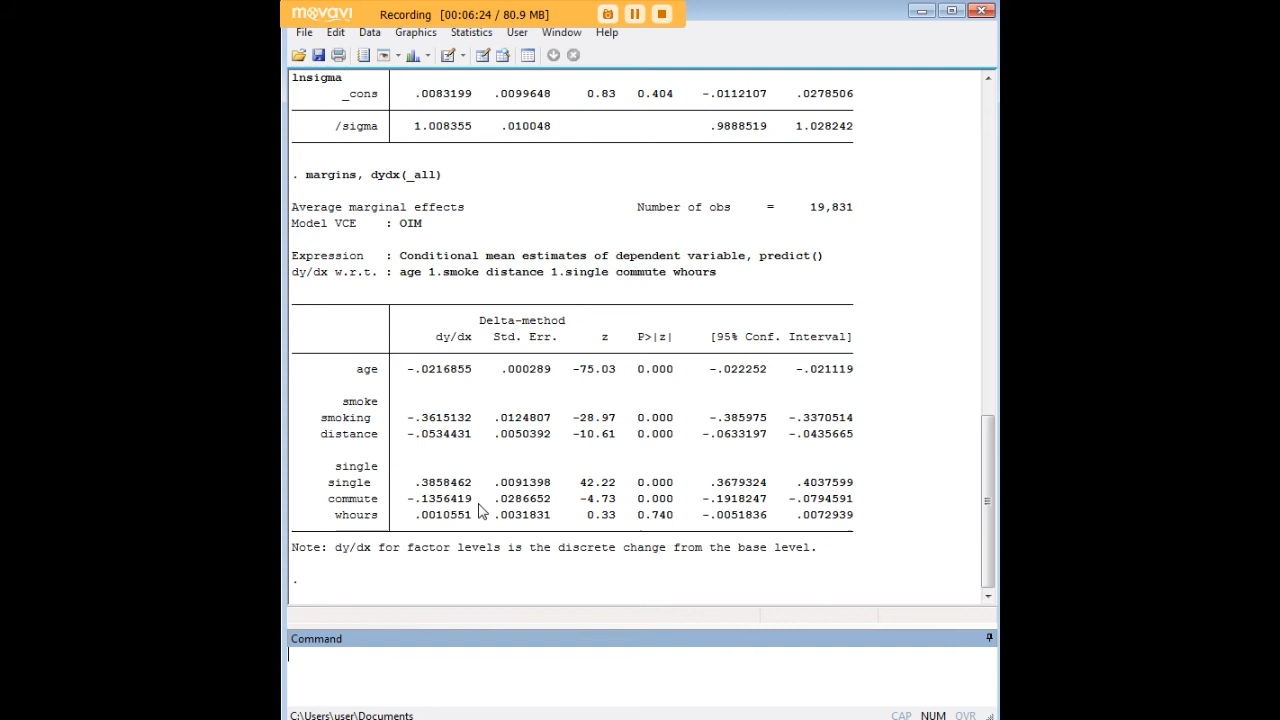 movavi Recording [00:06:24 / 80.9 MB]
File Edit Data Graphics Statistics User Window Help
lnsigma
_cons .0083199 .0099648 0.83 0.404 -.0112107 .0278506
/sigma 1.008355 .010048 .9888519 1.028242
. margins, dydx(_all)
Average marginal effects Number of obs = 19,831
Model VCE : OIM
Expression : Conditional mean estimates of dependent variable, predict()
dy/dx w.r.t. : age 1.smoke distance 1.single commute whours
Delta-method
dy/dx Std. Err. z P>|z| [95% Conf. Interval]
age -.0216855 .000289 -75.03 0.000 -.022252 -.021119
smoke
smoking -.3615132 .0124807 -28.97 0.000 -.385975 -.3370514
distance -.0534431 .0050392 -10.61 0.000 -.0633197 -.0435665
single
single .3858462 .0091398 42.22 0.000 .3679324 .4037599
commute -.1356419 .0286652 -4.73 0.000 -.1918247 -.0794591
whours .0010551 .0031831 0.33 0.740 -.0051836 .0072939
Note: dy/dx for factor levels is the discrete change from the base level.
.
Command
C:\Users\user\Documents CAP NUM OVR